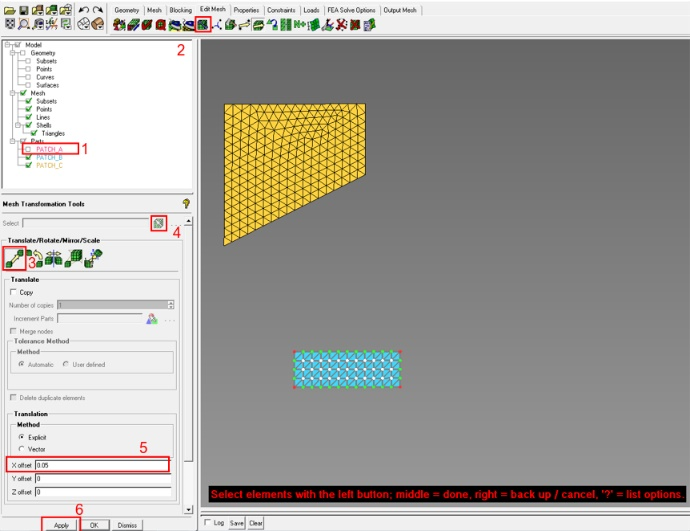 Geometry Mesh Blocking Edit Mesh Properties Constraints Loads FEA Solve Options Output Mesh
2
Model
Geometry
Subsets
Points
Curves
Surfaces
Mesh
Subsets
Points
Lines
Shells
Triangles
Parts
PATCH_A 1
PATCH_B
PATCH_C
Mesh Transformation Tools
Select
4
Translate/Rotate/Mirror/Scale
3
Translate
Copy
Number of copies 1
Increment Parts
Merge nodes
Tolerance Method
Method
Automatic User defined
Delete duplicate elements
Translation
Method
Explicit
Vector
5
X offset 0.05
Y offset 0
Z offset 0
6
Apply OK Dismiss
Select elements with the left button; middle = done, right = back up / cancel, '?' = list options.
Log Save Clear